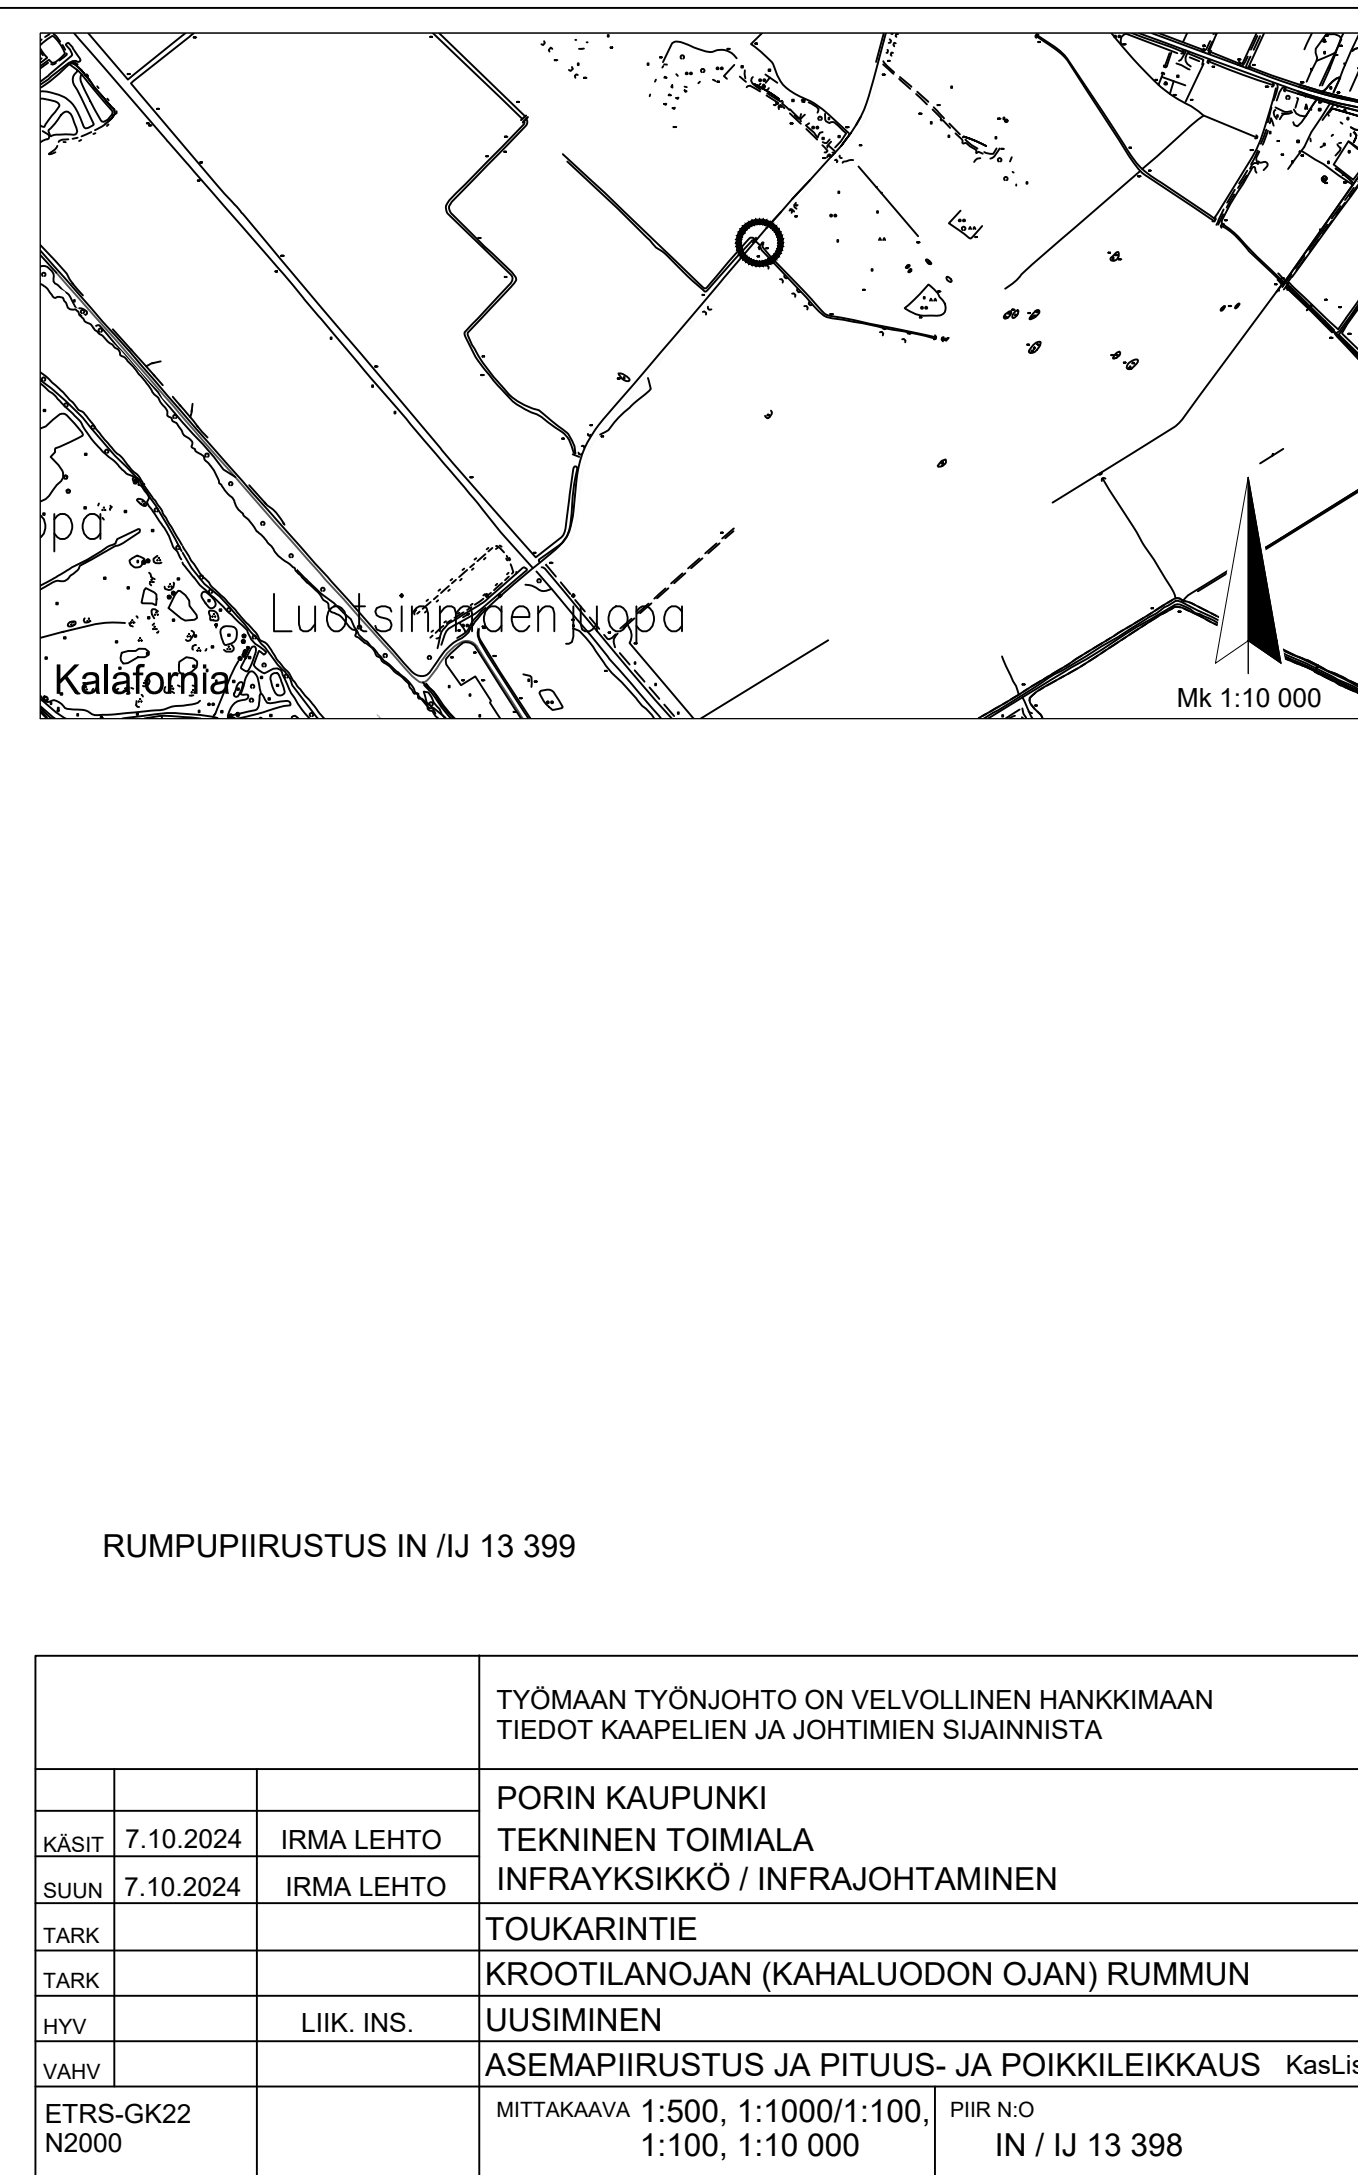 opa
Luotsinmäenjuopa
Kalafornia
Mk 1:10 000
RUMPUPIIRUSTUS IN /IJ 13 399
TYÖMAAN TYÖNJOHTO ON VELVOLLINEN HANKKIMAAN
TIEDOT KAAPELIEN JA JOHTIMIEN SIJAINNISTA
PORIN KAUPUNKI
KÄSIT 7.10.2024 IRMA LEHTO TEKNINEN TOIMIALA
SUUN 7.10.2024 IRMA LEHTO INFRAYKSIKKÖ / INFRAJOHTAMINEN
TARK TOUKARINTIE
TARK KROOTILANOJAN (KAHALUODON OJAN) RUMMUN
HYV LIIK. INS. UUSIMINEN
VAHV ASEMAPIIRUSTUS JA PITUUS- JA POIKKILEIKKAUS KasLis
ETRS-GK22 MITTAKAAVA 1:500, 1:1000/1:100, PIIR N:O
N2000 1:100, 1:10 000 IN / IJ 13 398